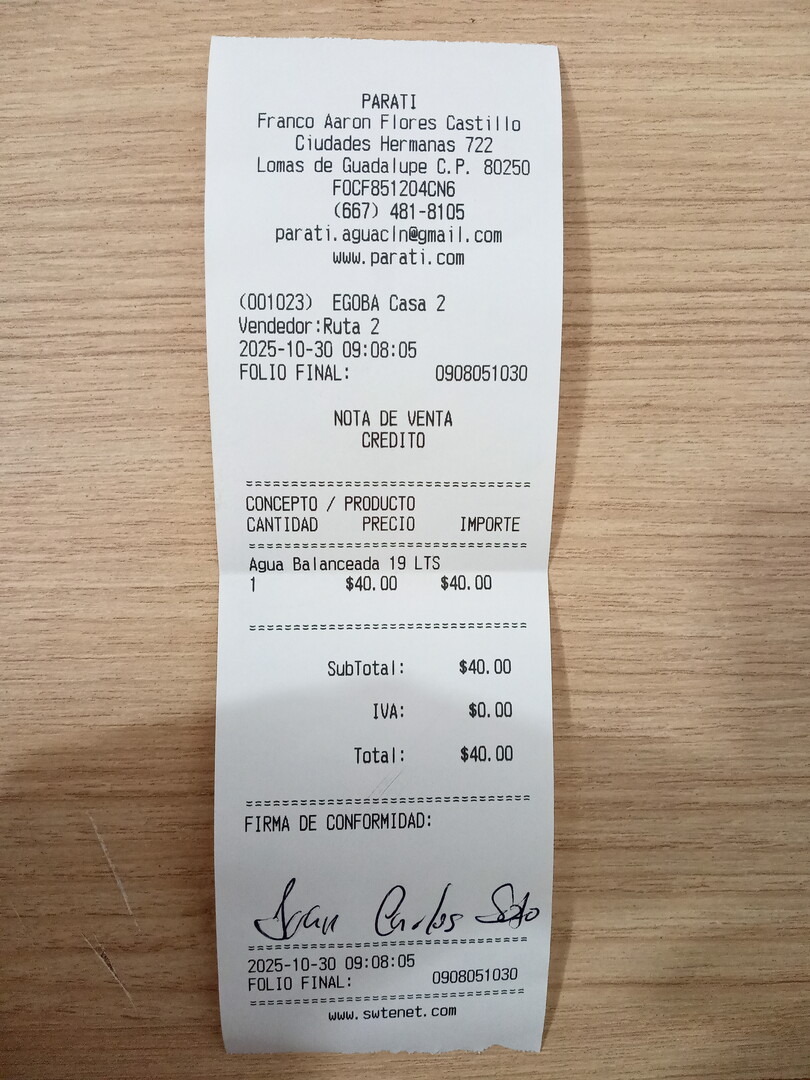 PARATI
Franco Aaron Flores Castillo
Ciudades Hermanas 722
Lomas de Guadalupe C.P. 80250
FOCF851204CN6
(667) 481-8105
parati.aguacln@gmail.com
www.parati.com
(001023) EGOBA Casa 2
Vendedor:Ruta 2
2025-10-30 09:08:05
FOLIO FINAL: 0908051030
NOTA DE VENTA
CREDITO
==============================
CONCEPTO / PRODUCTO
CANTIDAD PRECIO IMPORTE
==============================
Agua Balanceada 19 LTS
1 $40.00 $40.00
==============================
SubTotal: $40.00
IVA: $0.00
Total: $40.00
==============================
FIRMA DE CONFORMIDAD:
Juan Carlos Soto
==============================
2025-10-30 09:08:05
FOLIO FINAL: 0908051030
==============================
www.swtenet.com